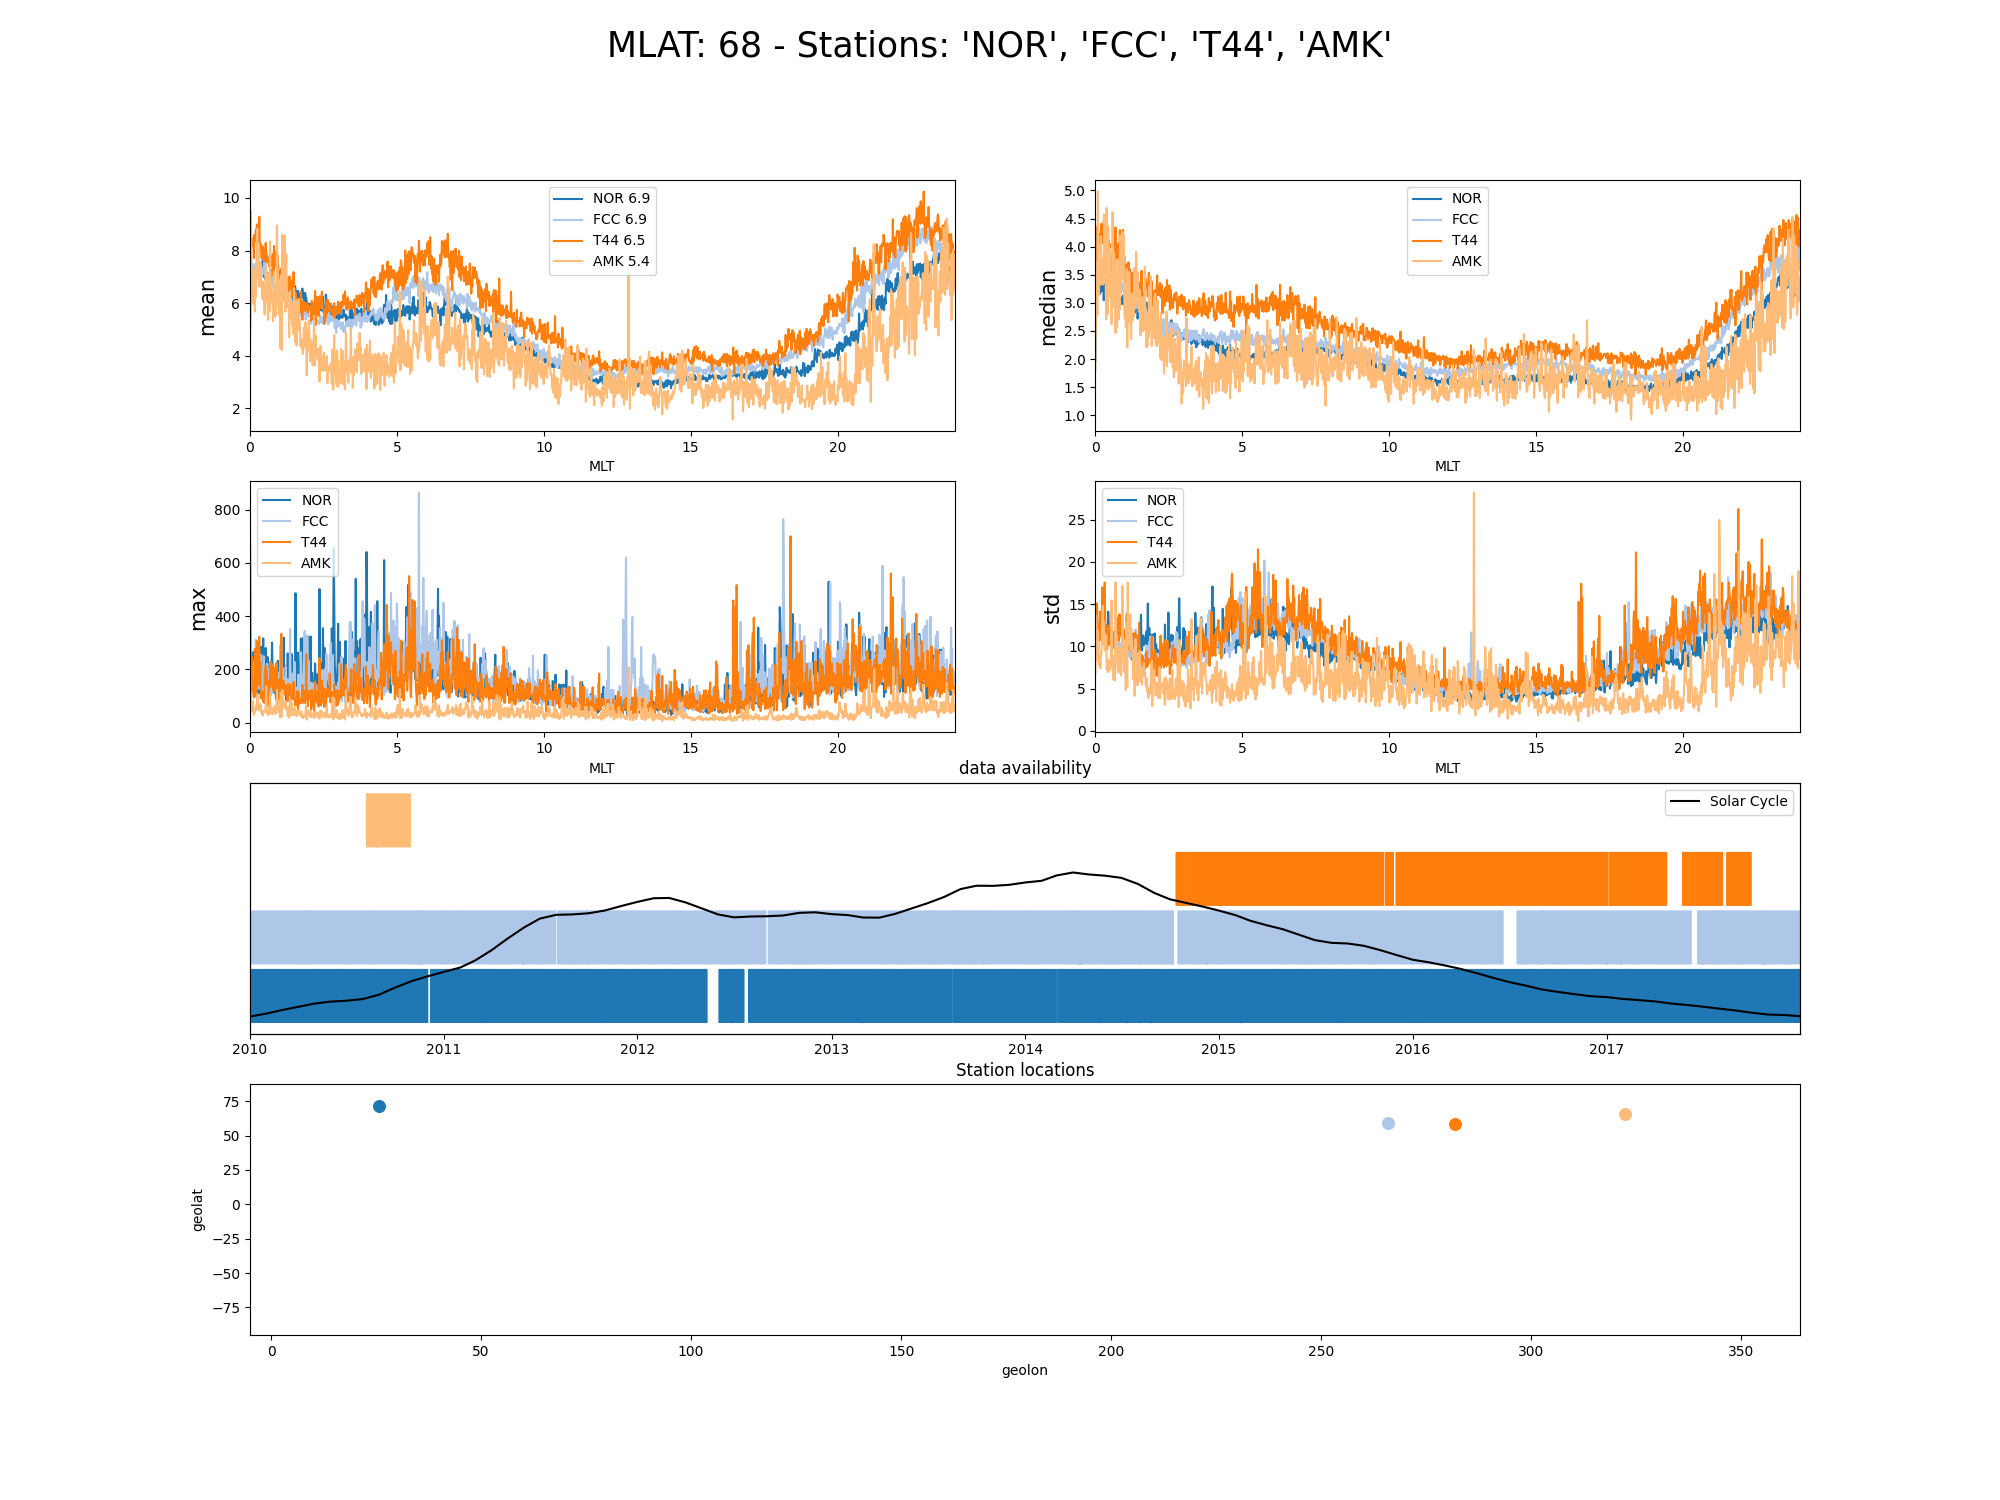 MLAT: 68 - Stations: 'NOR', 'FCC', 'T44', 'AMK'
mean
10
8
6
4
2
NOR 6.9
FCC 6.9
T44 6.5
AMK 5.4
0 5 10 15 20
MLT
median
5.0
4.5
4.0
3.5
3.0
2.5
2.0
1.5
1.0
NOR
FCC
T44
AMK
0 5 10 15 20
MLT
max
800
600
400
200
0
NOR
FCC
T44
AMK
0 5 10 15 20
MLT
std
25
20
15
10
5
0
NOR
FCC
T44
AMK
0 5 10 15 20
MLT
data availability
Solar Cycle
2010 2011 2012 2013 2014 2015 2016 2017
Station locations
geolat
75
50
25
0
−25
−50
−75
0 50 100 150 200 250 300 350
geolon